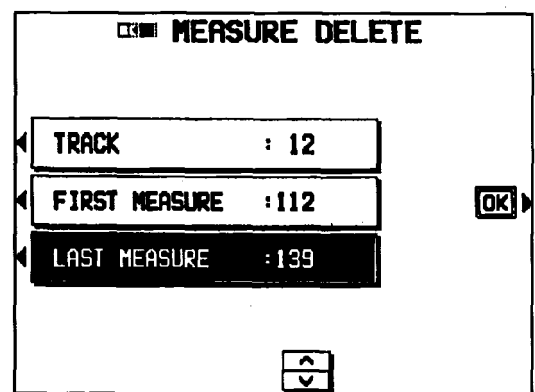 MEASURE DELETE
TRACK : 12
FIRST MEASURE :112
OK
LAST MEASURE :139